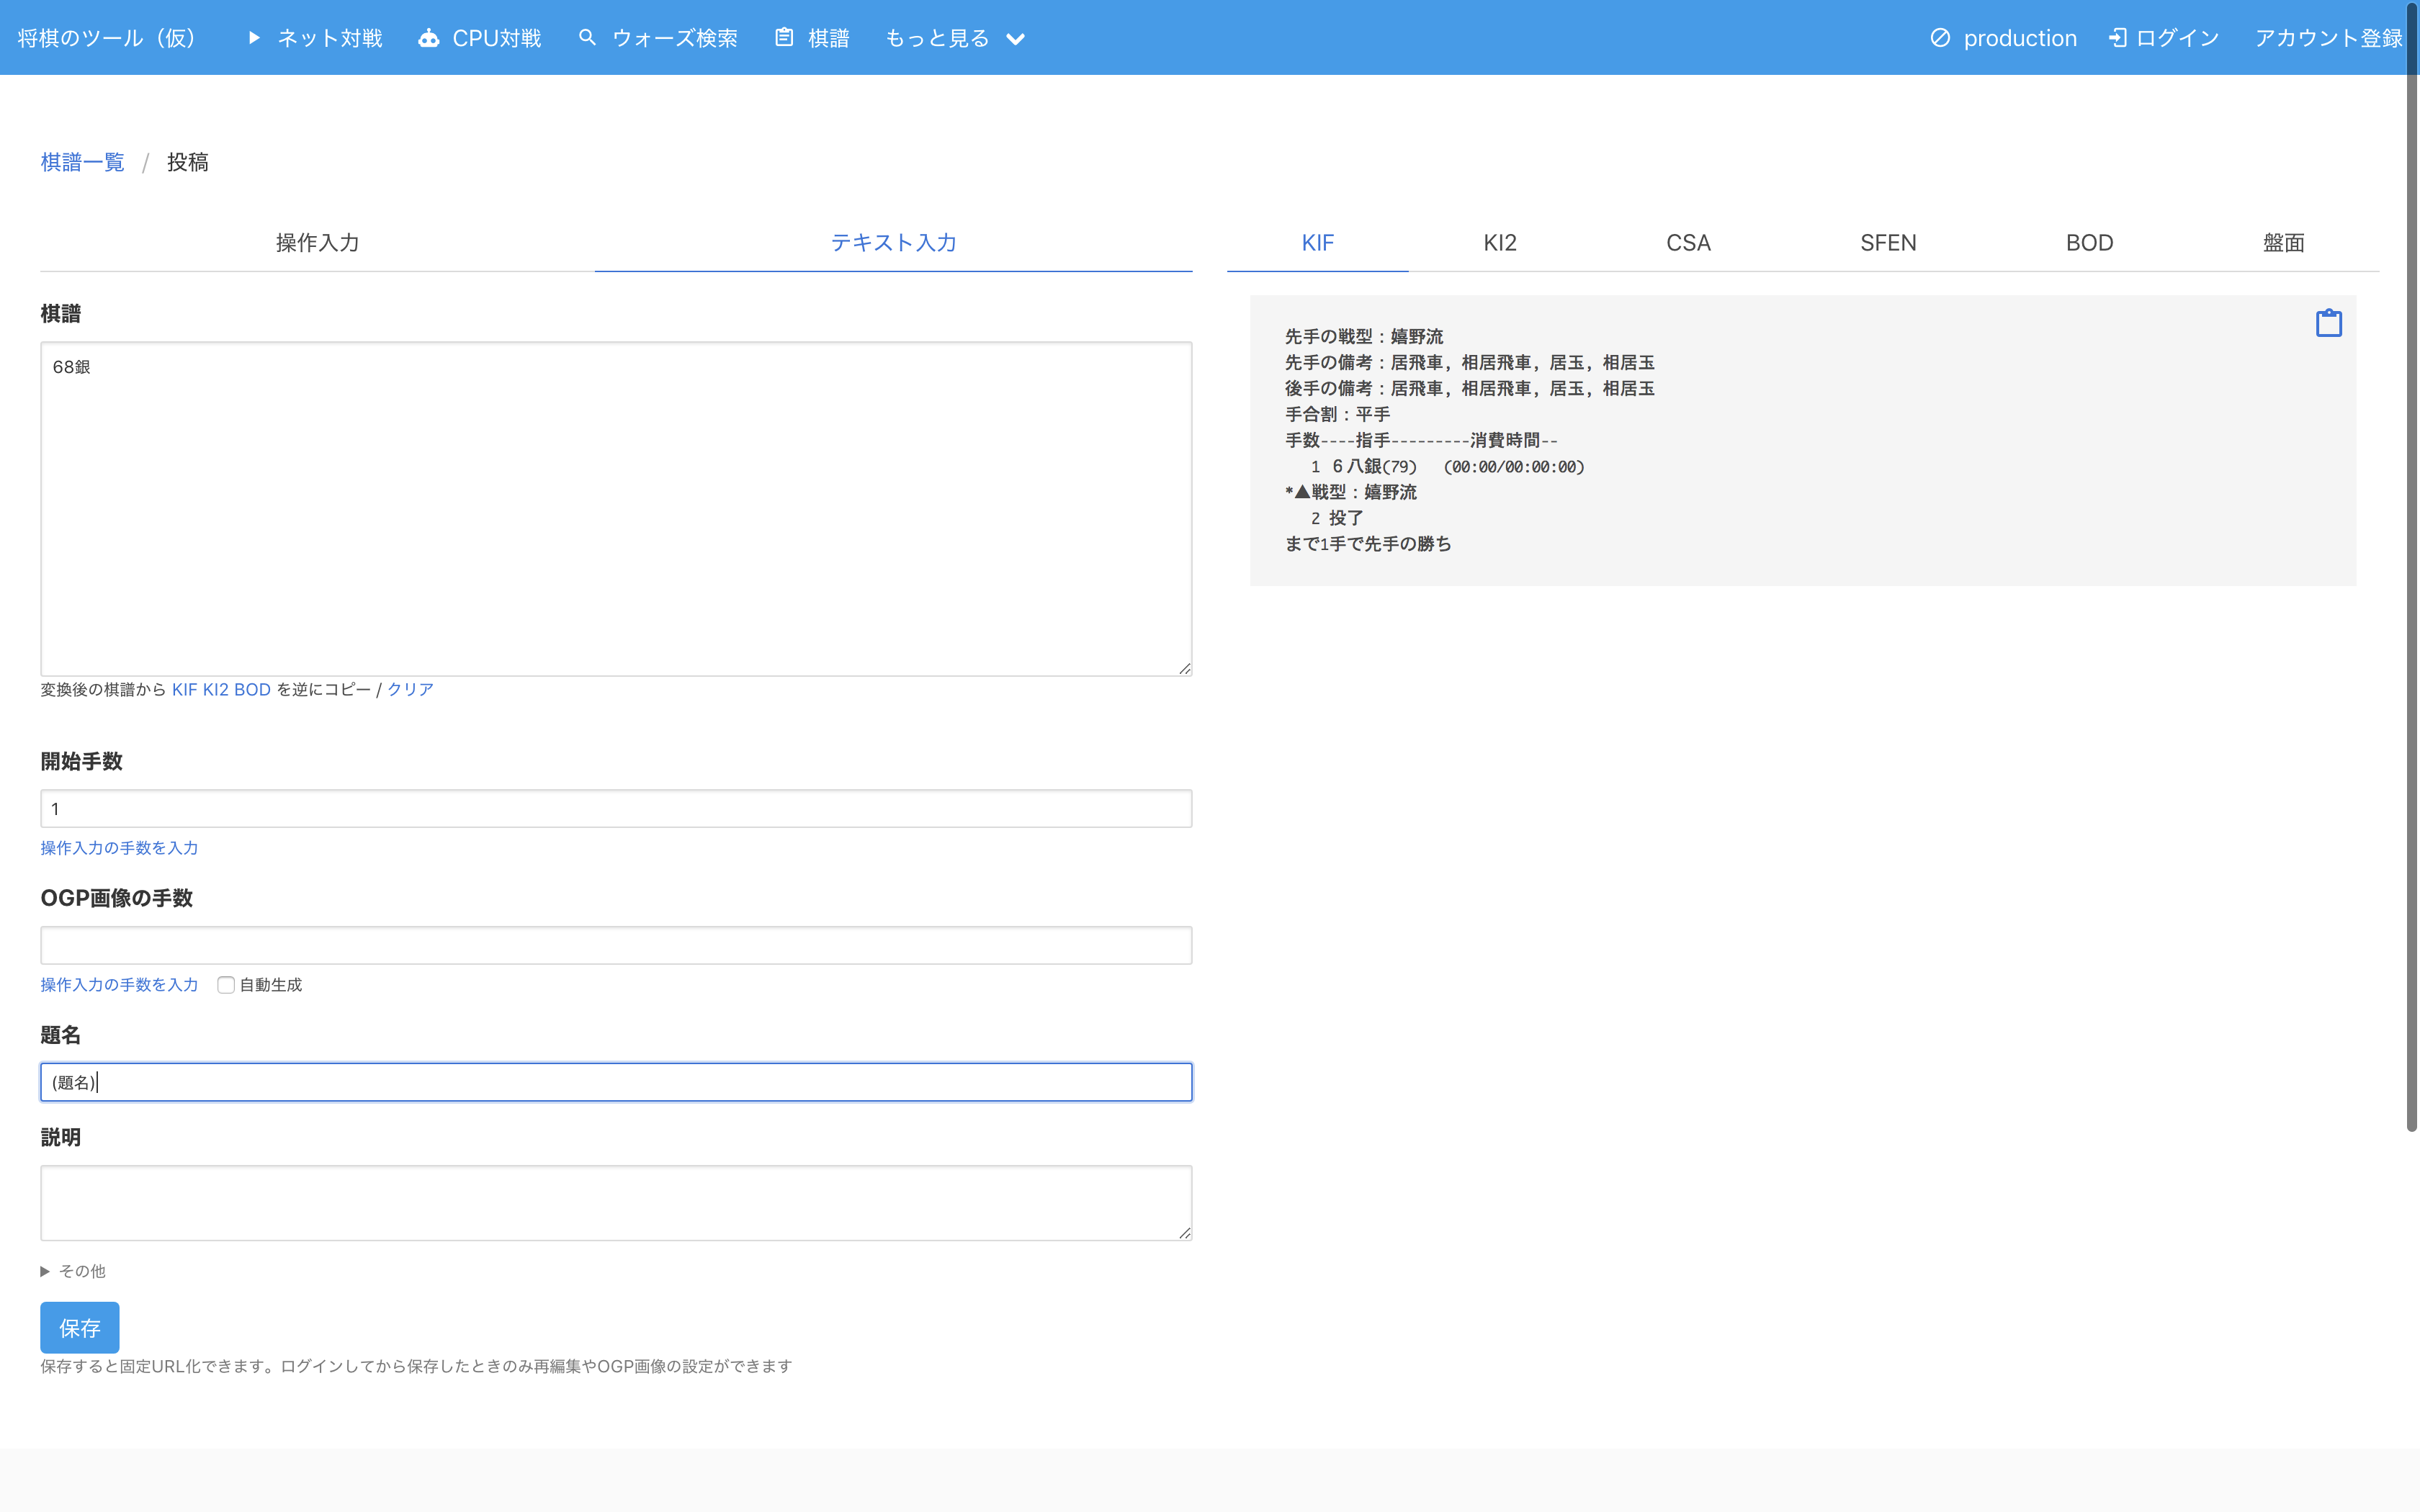 将棋のツール（仮） ネット対戦 CPU対戦 ウォーズ検索 棋譜 もっと見る production ログイン アカウント登録
棋譜一覧 / 投稿
操作入力 テキスト入力
棋譜
68銀
変換後の棋譜から KIF KI2 BOD を逆にコピー / クリア
開始手数
1
操作入力の手数を入力
OGP画像の手数
操作入力の手数を入力 自動生成
題名
(題名)
説明
▶ その他
保存
保存すると固定URL化できます。ログインしてから保存したときのみ再編集やOGP画像の設定ができます
KIF KI2 CSA SFEN BOD 盤面
先手の戦型：嬉野流
先手の備考：居飛車, 相居飛車, 居玉, 相居玉
後手の備考：居飛車, 相居飛車, 居玉, 相居玉
手合割：平手
手数----指手---------消費時間--
1 ６八銀(79) (00:00/00:00:00)
*▲戦型：嬉野流
2 投了
まで1手で先手の勝ち